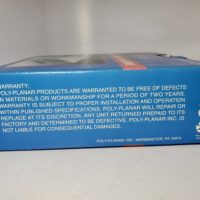 WARRANTY:
POLY-PLANAR PRODUCTS ARE WARRANTED TO BE FREE OF DEFECTS
IN MATERIALS OR WORKMANSHIP FOR A PERIOD OF TWO YEARS.
WARRANTY IS SUBJECT TO PROPER INSTALLATION AND OPERATION
WITHIN PUBLISHED SPECIFICATIONS. POLY-PLANAR WILL REPAIR OR
REPLACE AT ITS DISCRETION, ANY UNIT RETURNED PREPAID TO ITS
FACTORY AND DETERMINED TO BE DEFECTIVE. POLY-PLANAR INC. IS
NOT LIABLE FOR CONSEQUENTIAL DAMAGES.
POLY-PLANAR, INC. WARMINSTER, PA 18974